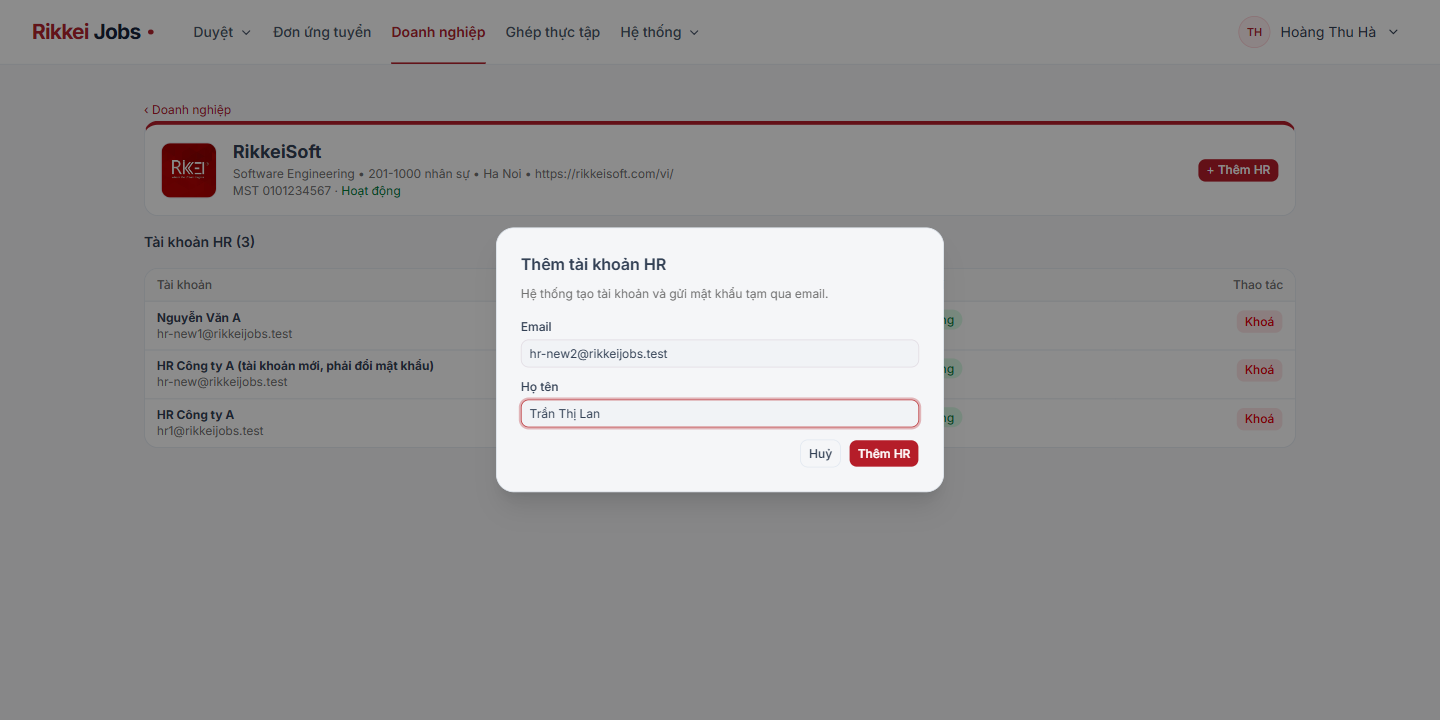 Rikkei Jobs
Duyệt
Đơn ứng tuyển
Doanh nghiệp
Ghép thực tập
Hệ thống
TH
Hoàng Thu Hà
‹ Doanh nghiệp
RIKKEI
RikkeiSoft
Software Engineering • 201-1000 nhân sự • Ha Noi • https://rikkeisoft.com/vi/
MST 0101234567 · Hoạt động
+ Thêm HR
Tài khoản HR (3)
Tài khoản
Thao tác
Nguyễn Văn A
hr-new1@rikkeijobs.test
ng
Khoá
HR Công ty A (tài khoản mới, phải đổi mật khẩu)
hr-new@rikkeijobs.test
ng
Khoá
HR Công ty A
hr1@rikkeijobs.test
ng
Khoá
Thêm tài khoản HR
Hệ thống tạo tài khoản và gửi mật khẩu tạm qua email.
Email
hr-new2@rikkeijobs.test
Họ tên
Trần Thị Lan
Huỷ
Thêm HR